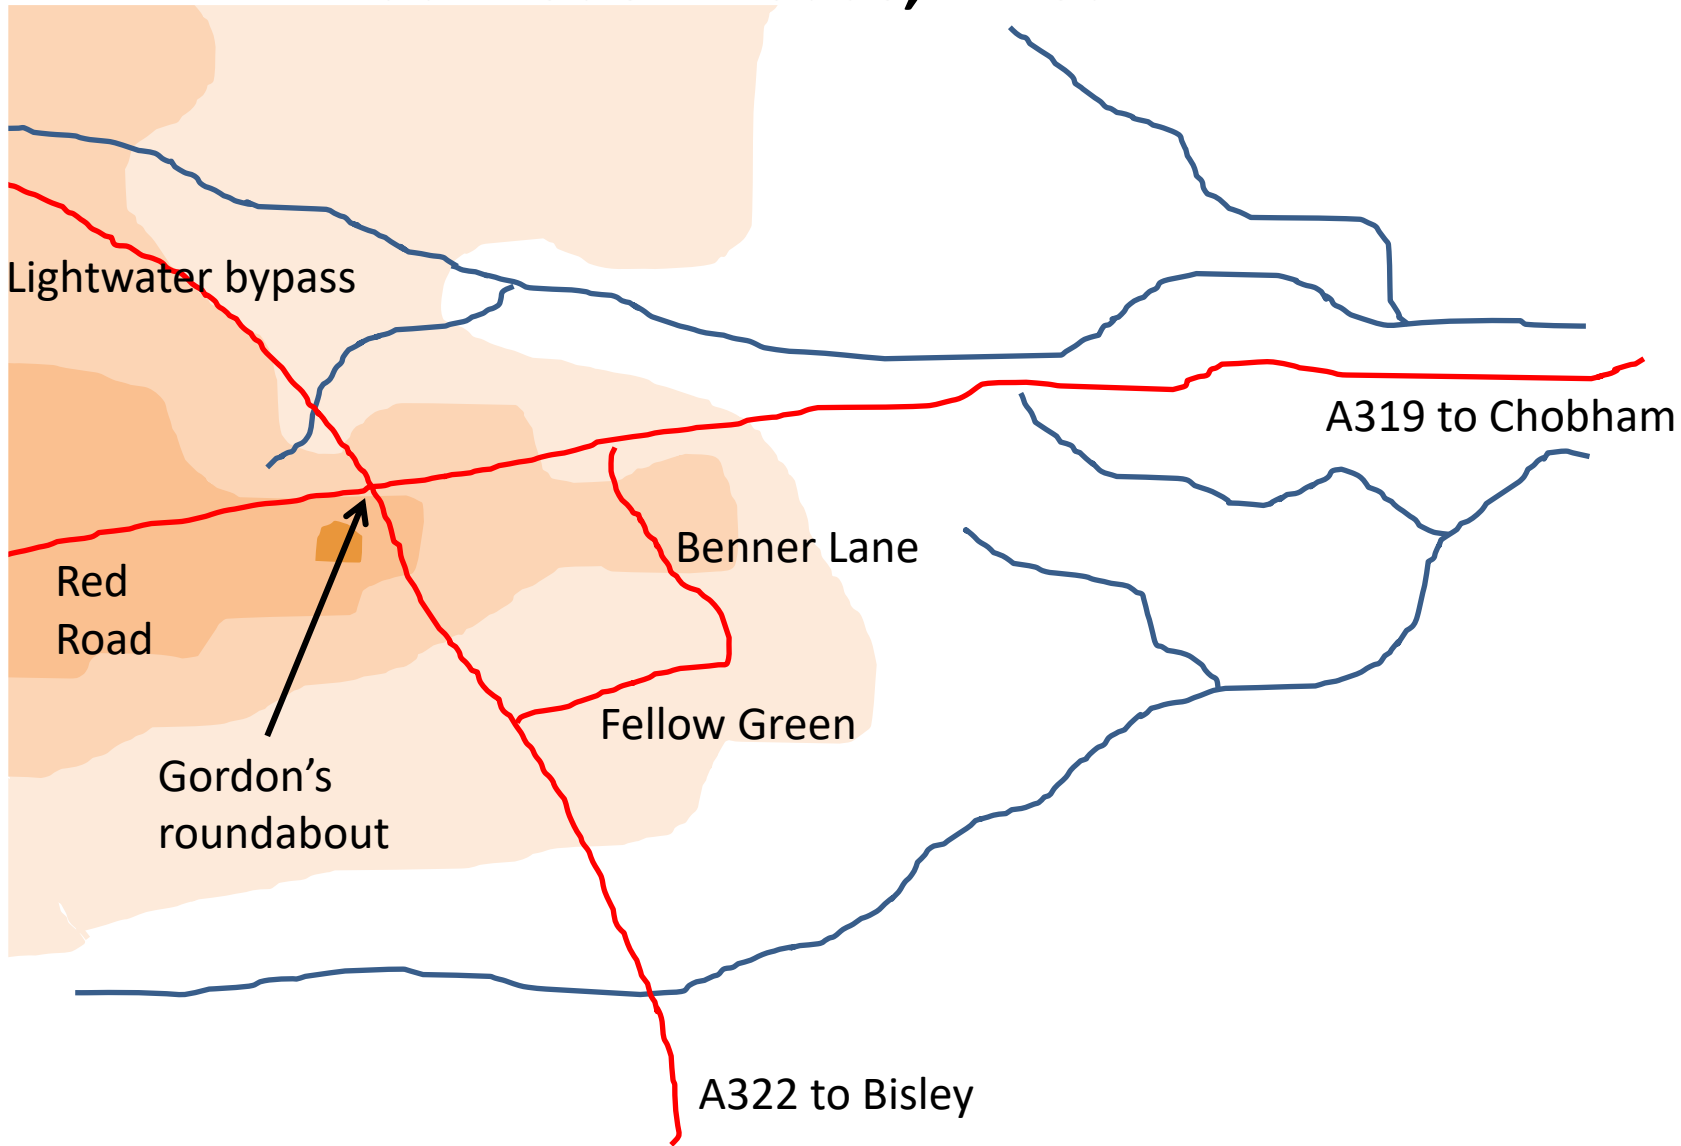 Lightwater bypass
A319 to Chobham
Benner Lane
Red
Road
Fellow Green
Gordon’s
roundabout
A322 to Bisley